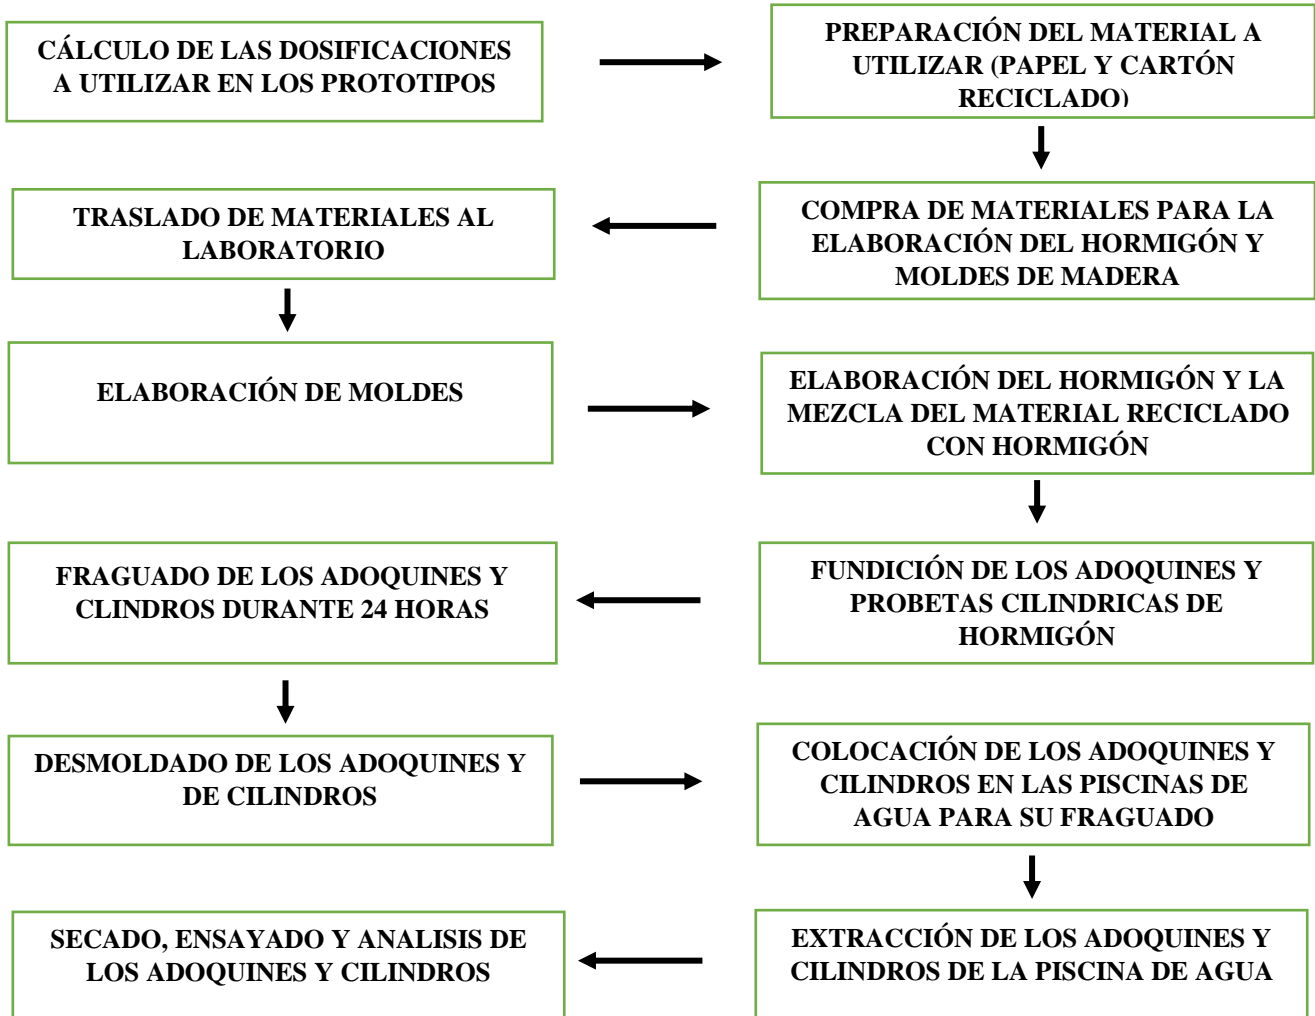 CÁLCULO DE LAS DOSIFICACIONES
A UTILIZAR EN LOS PROTOTIPOS
PREPARACIÓN DEL MATERIAL A
UTILIZAR (PAPEL Y CARTÓN
RECICLADO)
COMPRA DE MATERIALES PARA LA
ELABORACIÓN DEL HORMIGÓN Y
MOLDES DE MADERA
TRASLADO DE MATERIALES AL
LABORATORIO
ELABORACIÓN DE MOLDES
ELABORACIÓN DEL HORMIGÓN Y LA
MEZCLA DEL MATERIAL RECICLADO
CON HORMIGÓN
FUNDICIÓN DE LOS ADOQUINES Y
PROBETAS CILINDRICAS DE
HORMIGÓN
FRAGUADO DE LOS ADOQUINES Y
CLINDROS DURANTE 24 HORAS
DESMOLDADO DE LOS ADOQUINES Y
DE CILINDROS
COLOCACIÓN DE LOS ADOQUINES Y
CILINDROS EN LAS PISCINAS DE
AGUA PARA SU FRAGUADO
EXTRACCIÓN DE LOS ADOQUINES Y
CILINDROS DE LA PISCINA DE AGUA
SECADO, ENSAYADO Y ANALISIS DE
LOS ADOQUINES Y CILINDROS